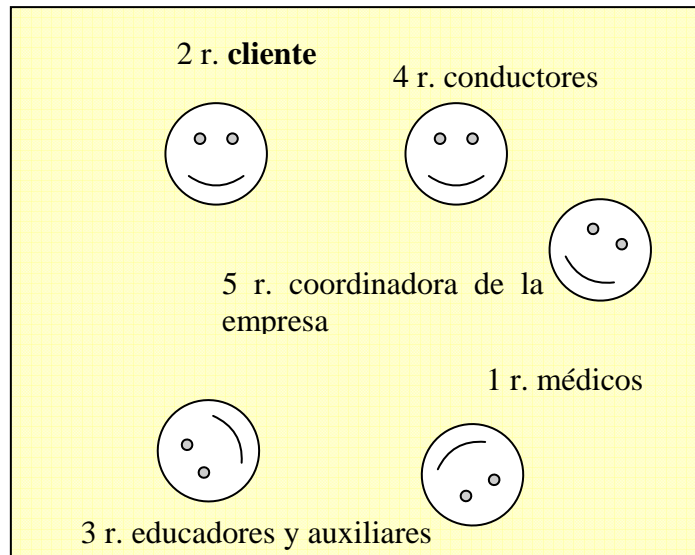 2 r. cliente
4 r. conductores
5 r. coordinadora de la
empresa
1 r. médicos
3 r. educadores y auxiliares